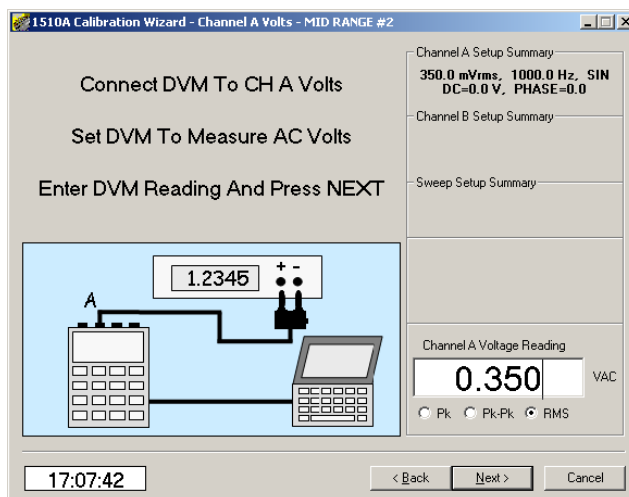 1510A Calibration Wizard - Channel A Volts - MID RANGE #2
Connect DVM To CH A Volts
Set DVM To Measure AC Volts
Enter DVM Reading And Press NEXT
Channel A Setup Summary
350.0 mVrms, 1000.0 Hz, SIN
DC=0.0 V, PHASE=0.0
Channel B Setup Summary
Sweep Setup Summary
1.2345
+ -
A
Channel A Voltage Reading
0.350 VAC
Pk Pk-Pk RMS
17:07:42
< Back Next > Cancel